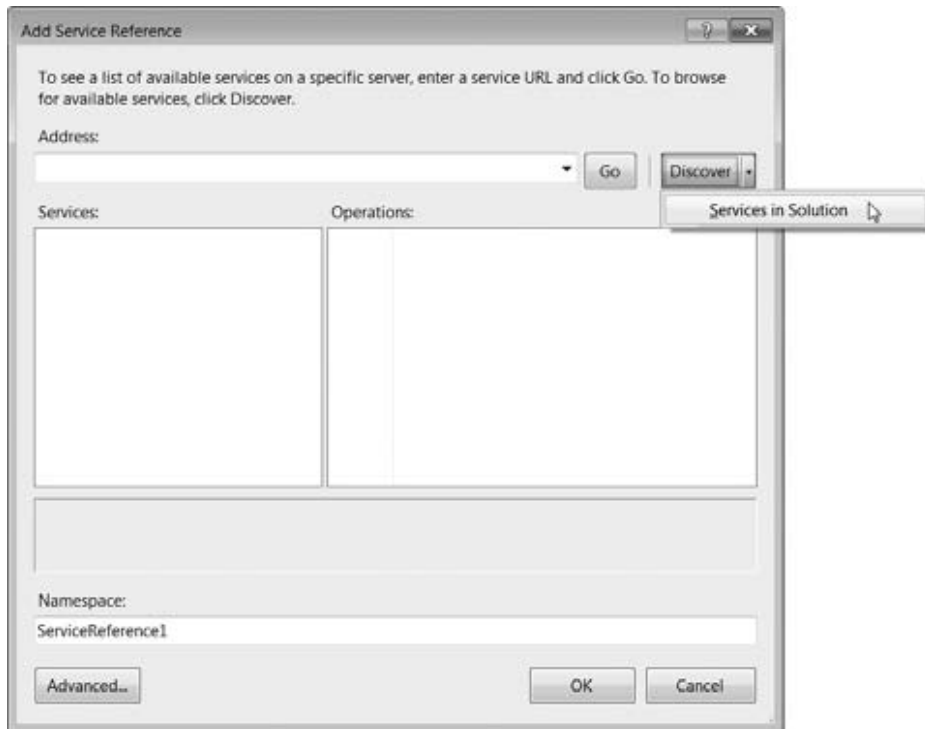 Add Service Reference
To see a list of available services on a specific server, enter a service URL and click Go. To browse
for available services, click Discover.
Address:
Go
Discover
Services in Solution
Services:
Operations:
Namespace:
ServiceReference1
Advanced...
OK
Cancel